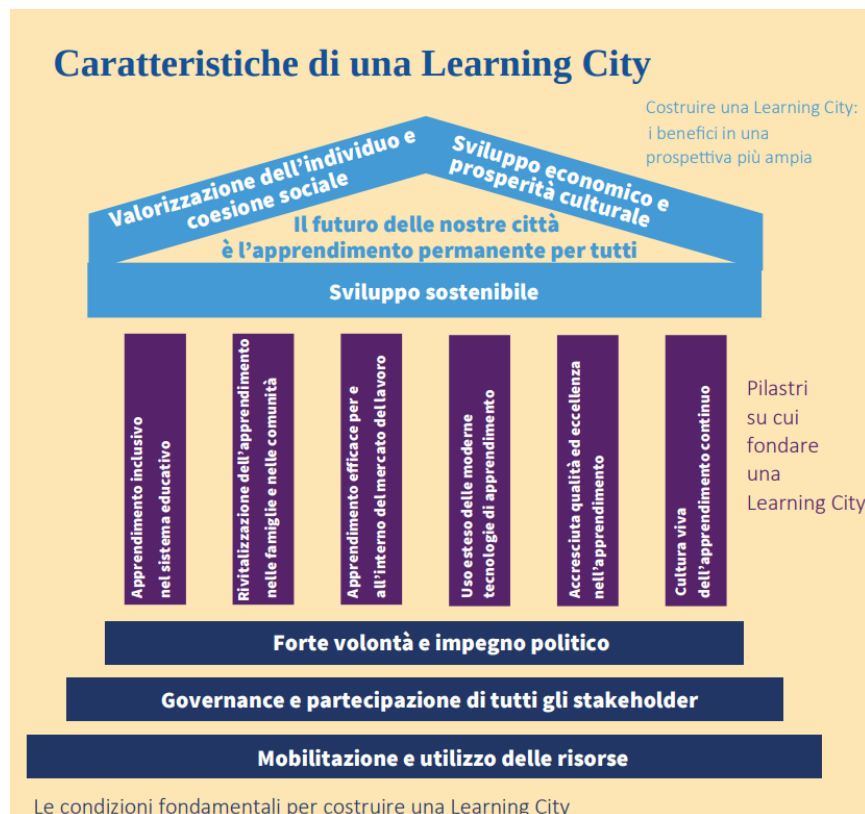 Caratteristiche di una Learning City
Costruire una Learning City:
i benefici in una
prospettiva più ampia
Valorizzazione dell'individuo e
coesione sociale
Sviluppo economico e
prosperità culturale
Il futuro delle nostre città
è l'apprendimento permanente per tutti
Sviluppo sostenibile
Apprendimento inclusivo
nel sistema educativo
Rivitalizzazione dell'apprendimento
nelle famiglie e nelle comunità
Apprendimento efficace per e
all'interno del mercato del lavoro
Uso esteso delle moderne
tecnologie di apprendimento
Accresciuta qualità ed eccellenza
nell'apprendimento
Cultura viva
dell'apprendimento continuo
Pilastri
su cui
fondare
una
Learning City
Forte volontà e impegno politico
Governance e partecipazione di tutti gli stakeholder
Mobilitazione e utilizzo delle risorse
Le condizioni fondamentali per costruire una Learning City